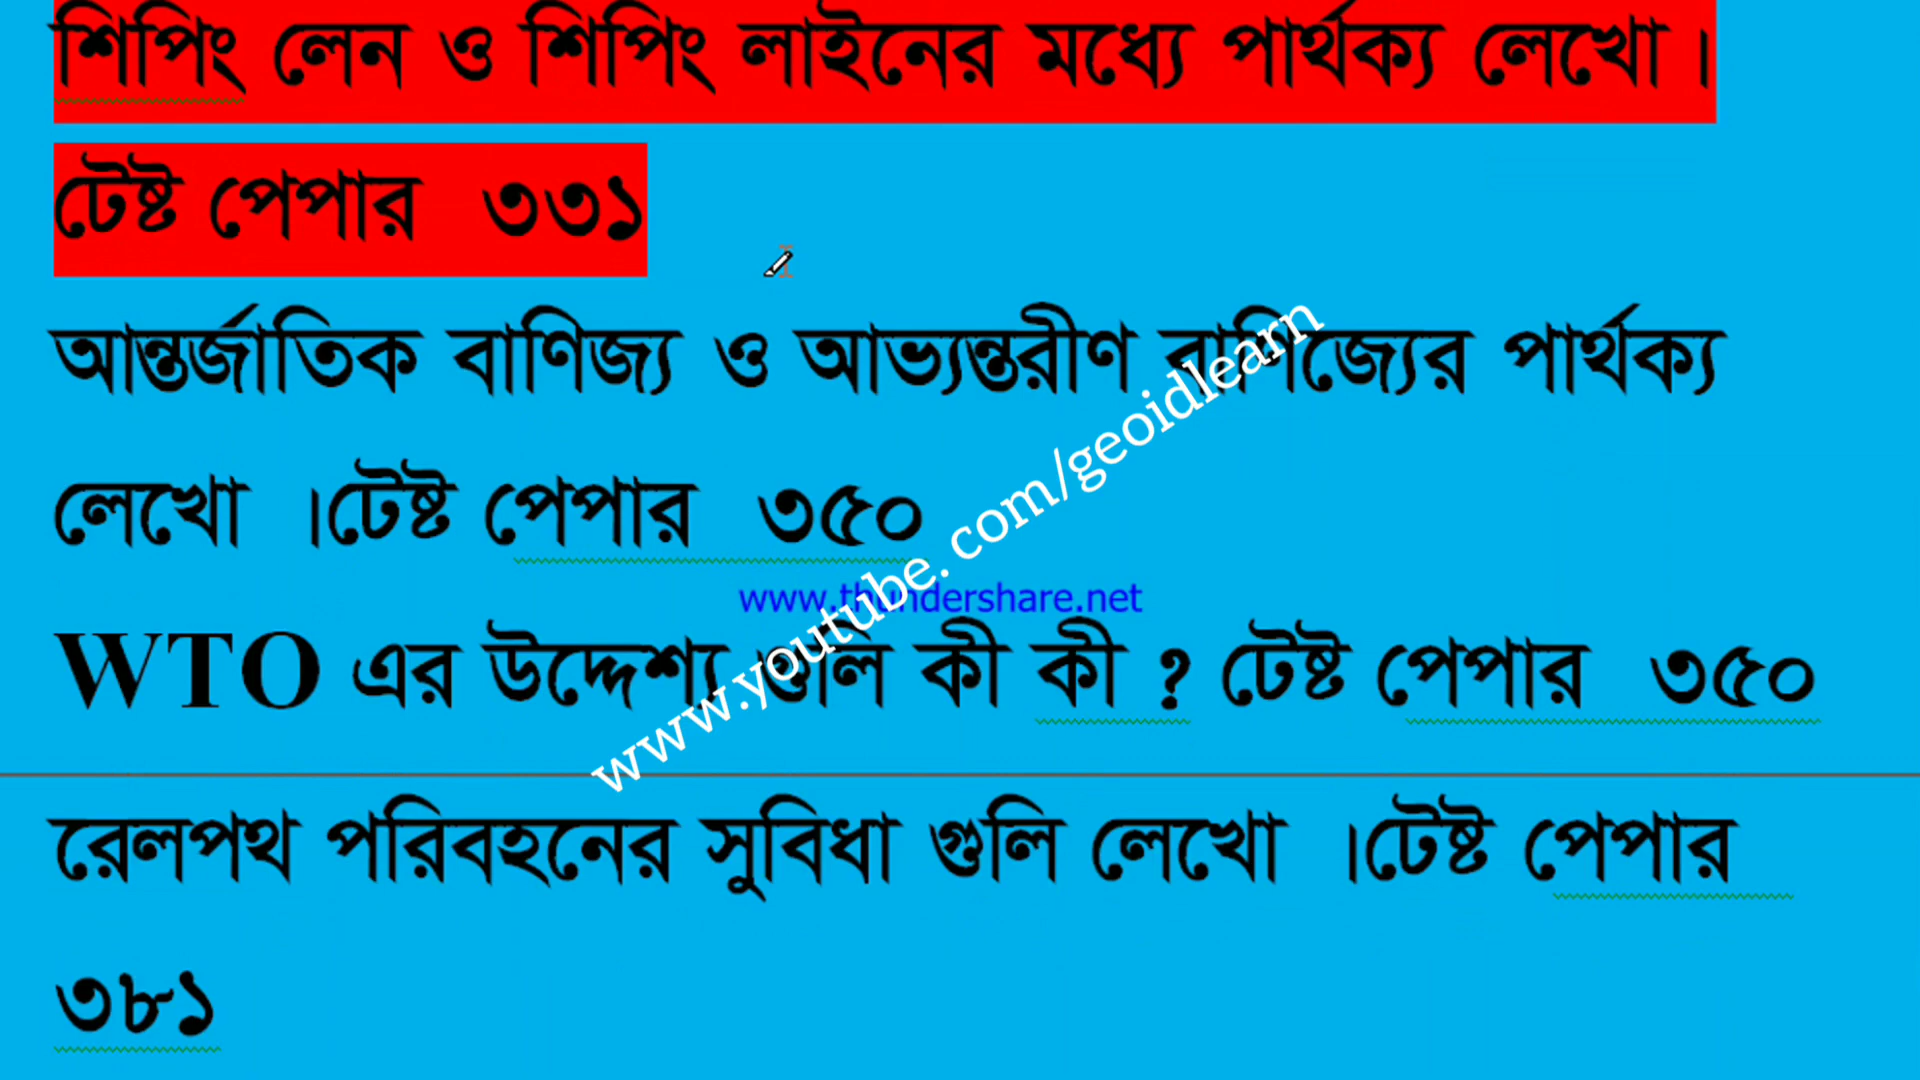 শিপিং লেন ও শিপিং লাইনের মধ্যে পার্থক্য লেখো।
টেষ্ট পেপার ৩৩১
আন্তর্জাতিক বাণিজ্য ও আভ্যন্তরীণ বাণিজ্যের পার্থক্য
লেখো ।টেষ্ট পেপার ৩৫০
www.thundershare.net
www.youtube.com/geoidlearn
WTO এর উদ্দেশ্য গুলি কী কী ? টেষ্ট পেপার ৩৫০
রেলপথ পরিবহনের সুবিধা গুলি লেখো ।টেষ্ট পেপার
৩৮১